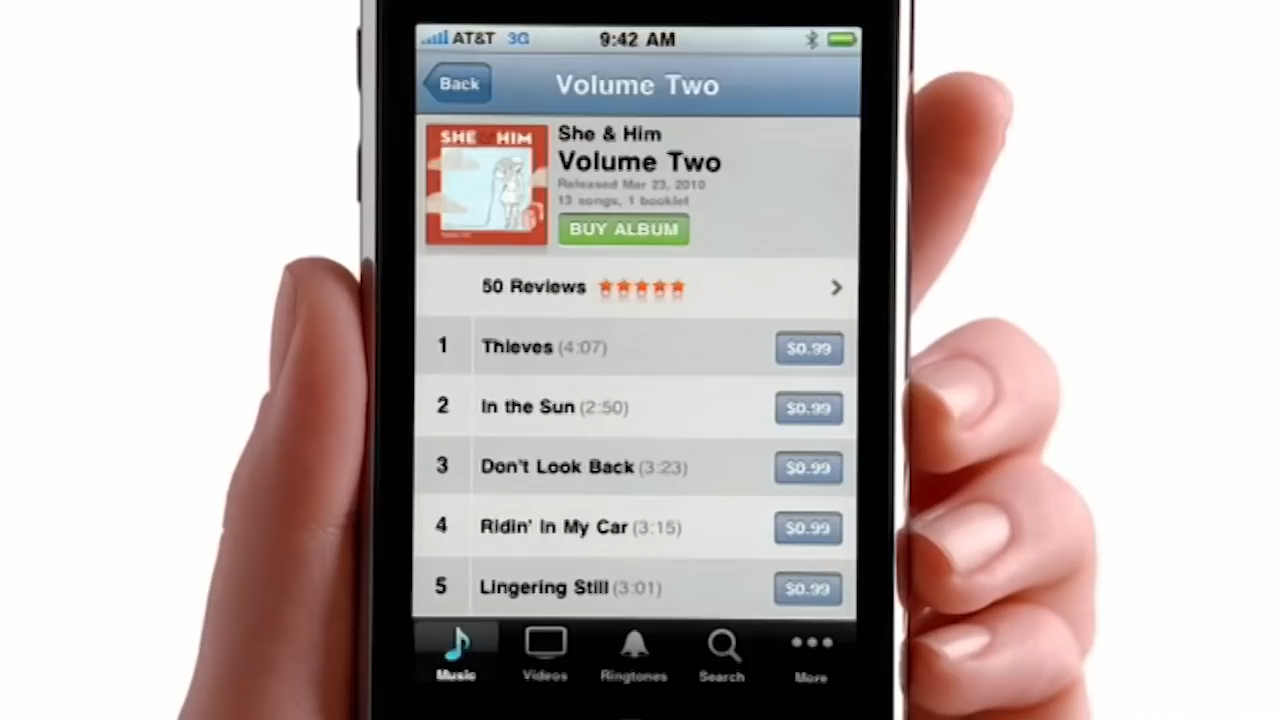 AT&T 3G 9:42 AM
Back Volume Two
SHE & HIM
She & Him
Volume Two
Released Mar 23, 2010
13 songs, 1 booklet
BUY ALBUM
50 Reviews
1 Thieves (4:07) $0.99
2 In the Sun (2:50) $0.99
3 Don't Look Back (3:23) $0.99
4 Ridin' In My Car (3:15) $0.99
5 Lingering Still (3:01) $0.99
Music Videos Ringtones Search More